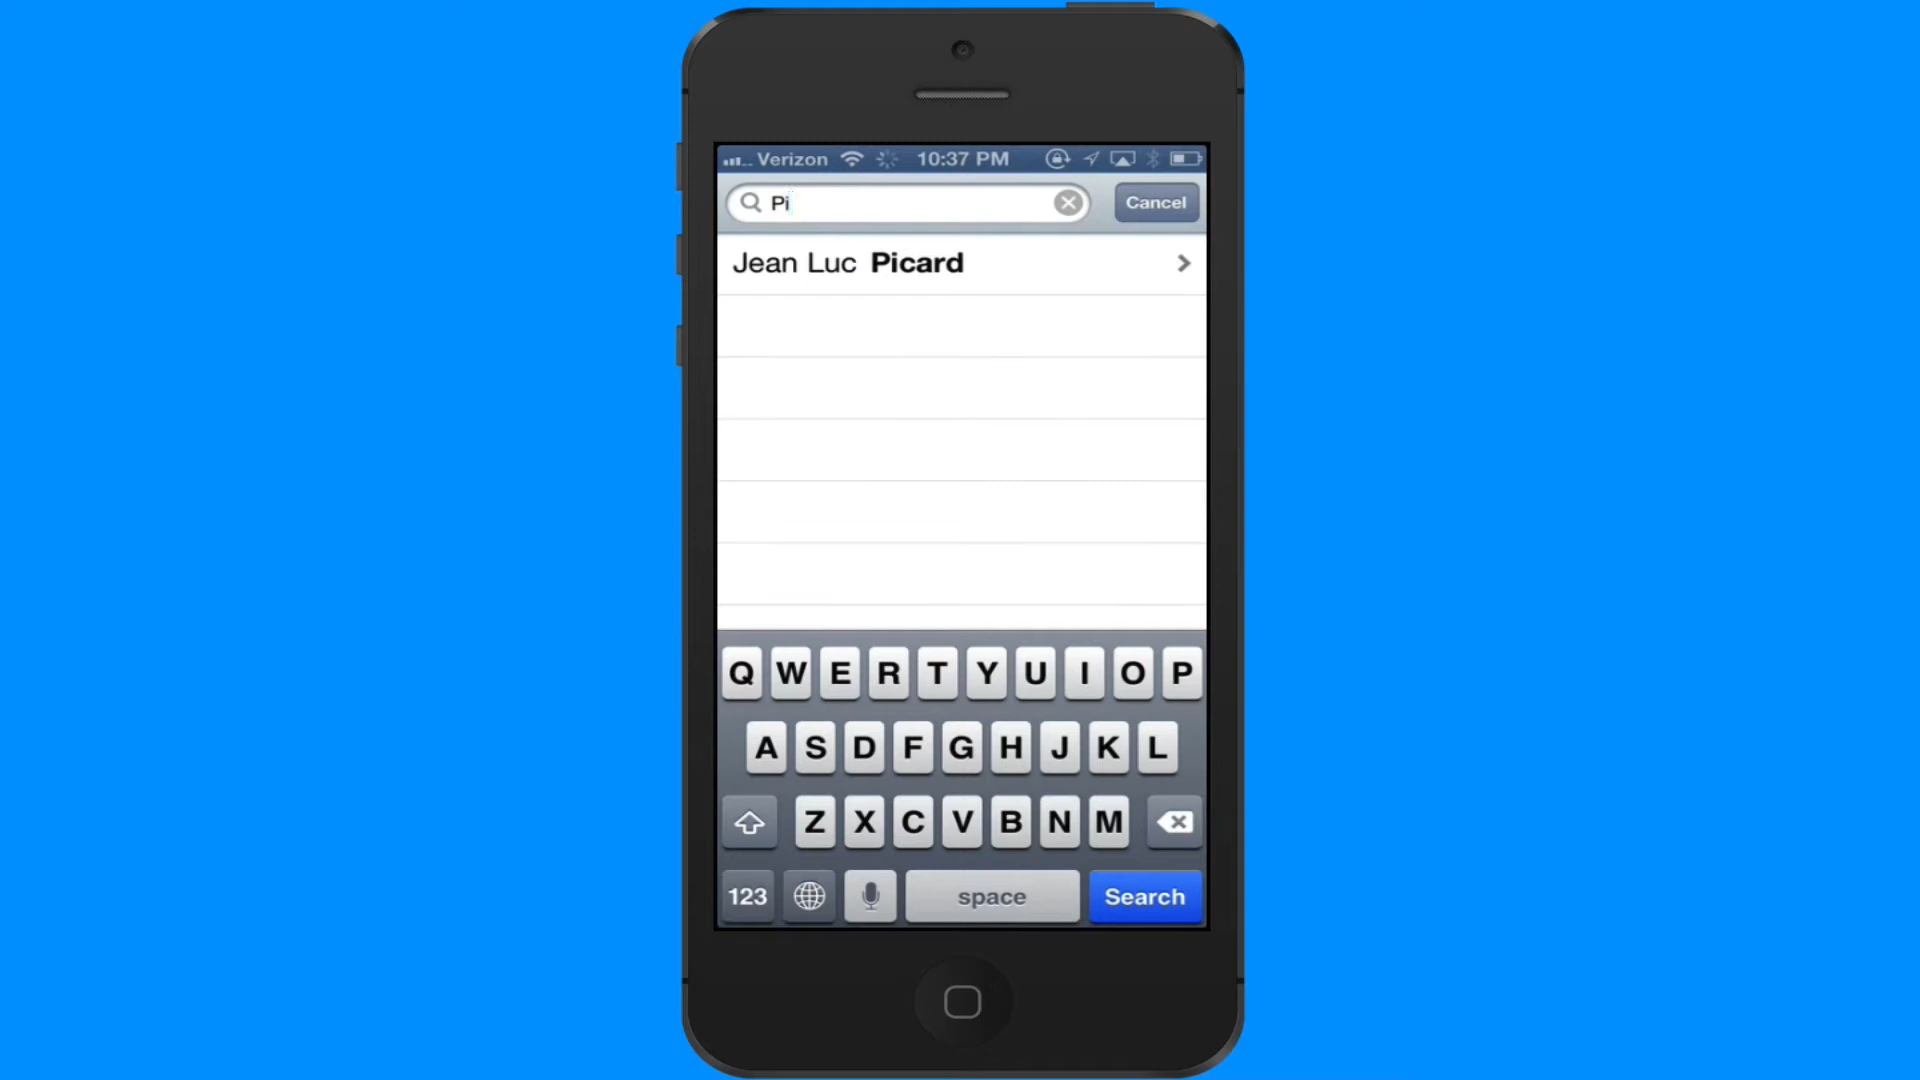 Verizon 10:37 PM
Pi Cancel
Jean Luc Picard
Q W E R T Y U I O P
A S D F G H J K L
Z X C V B N M
123 space Search